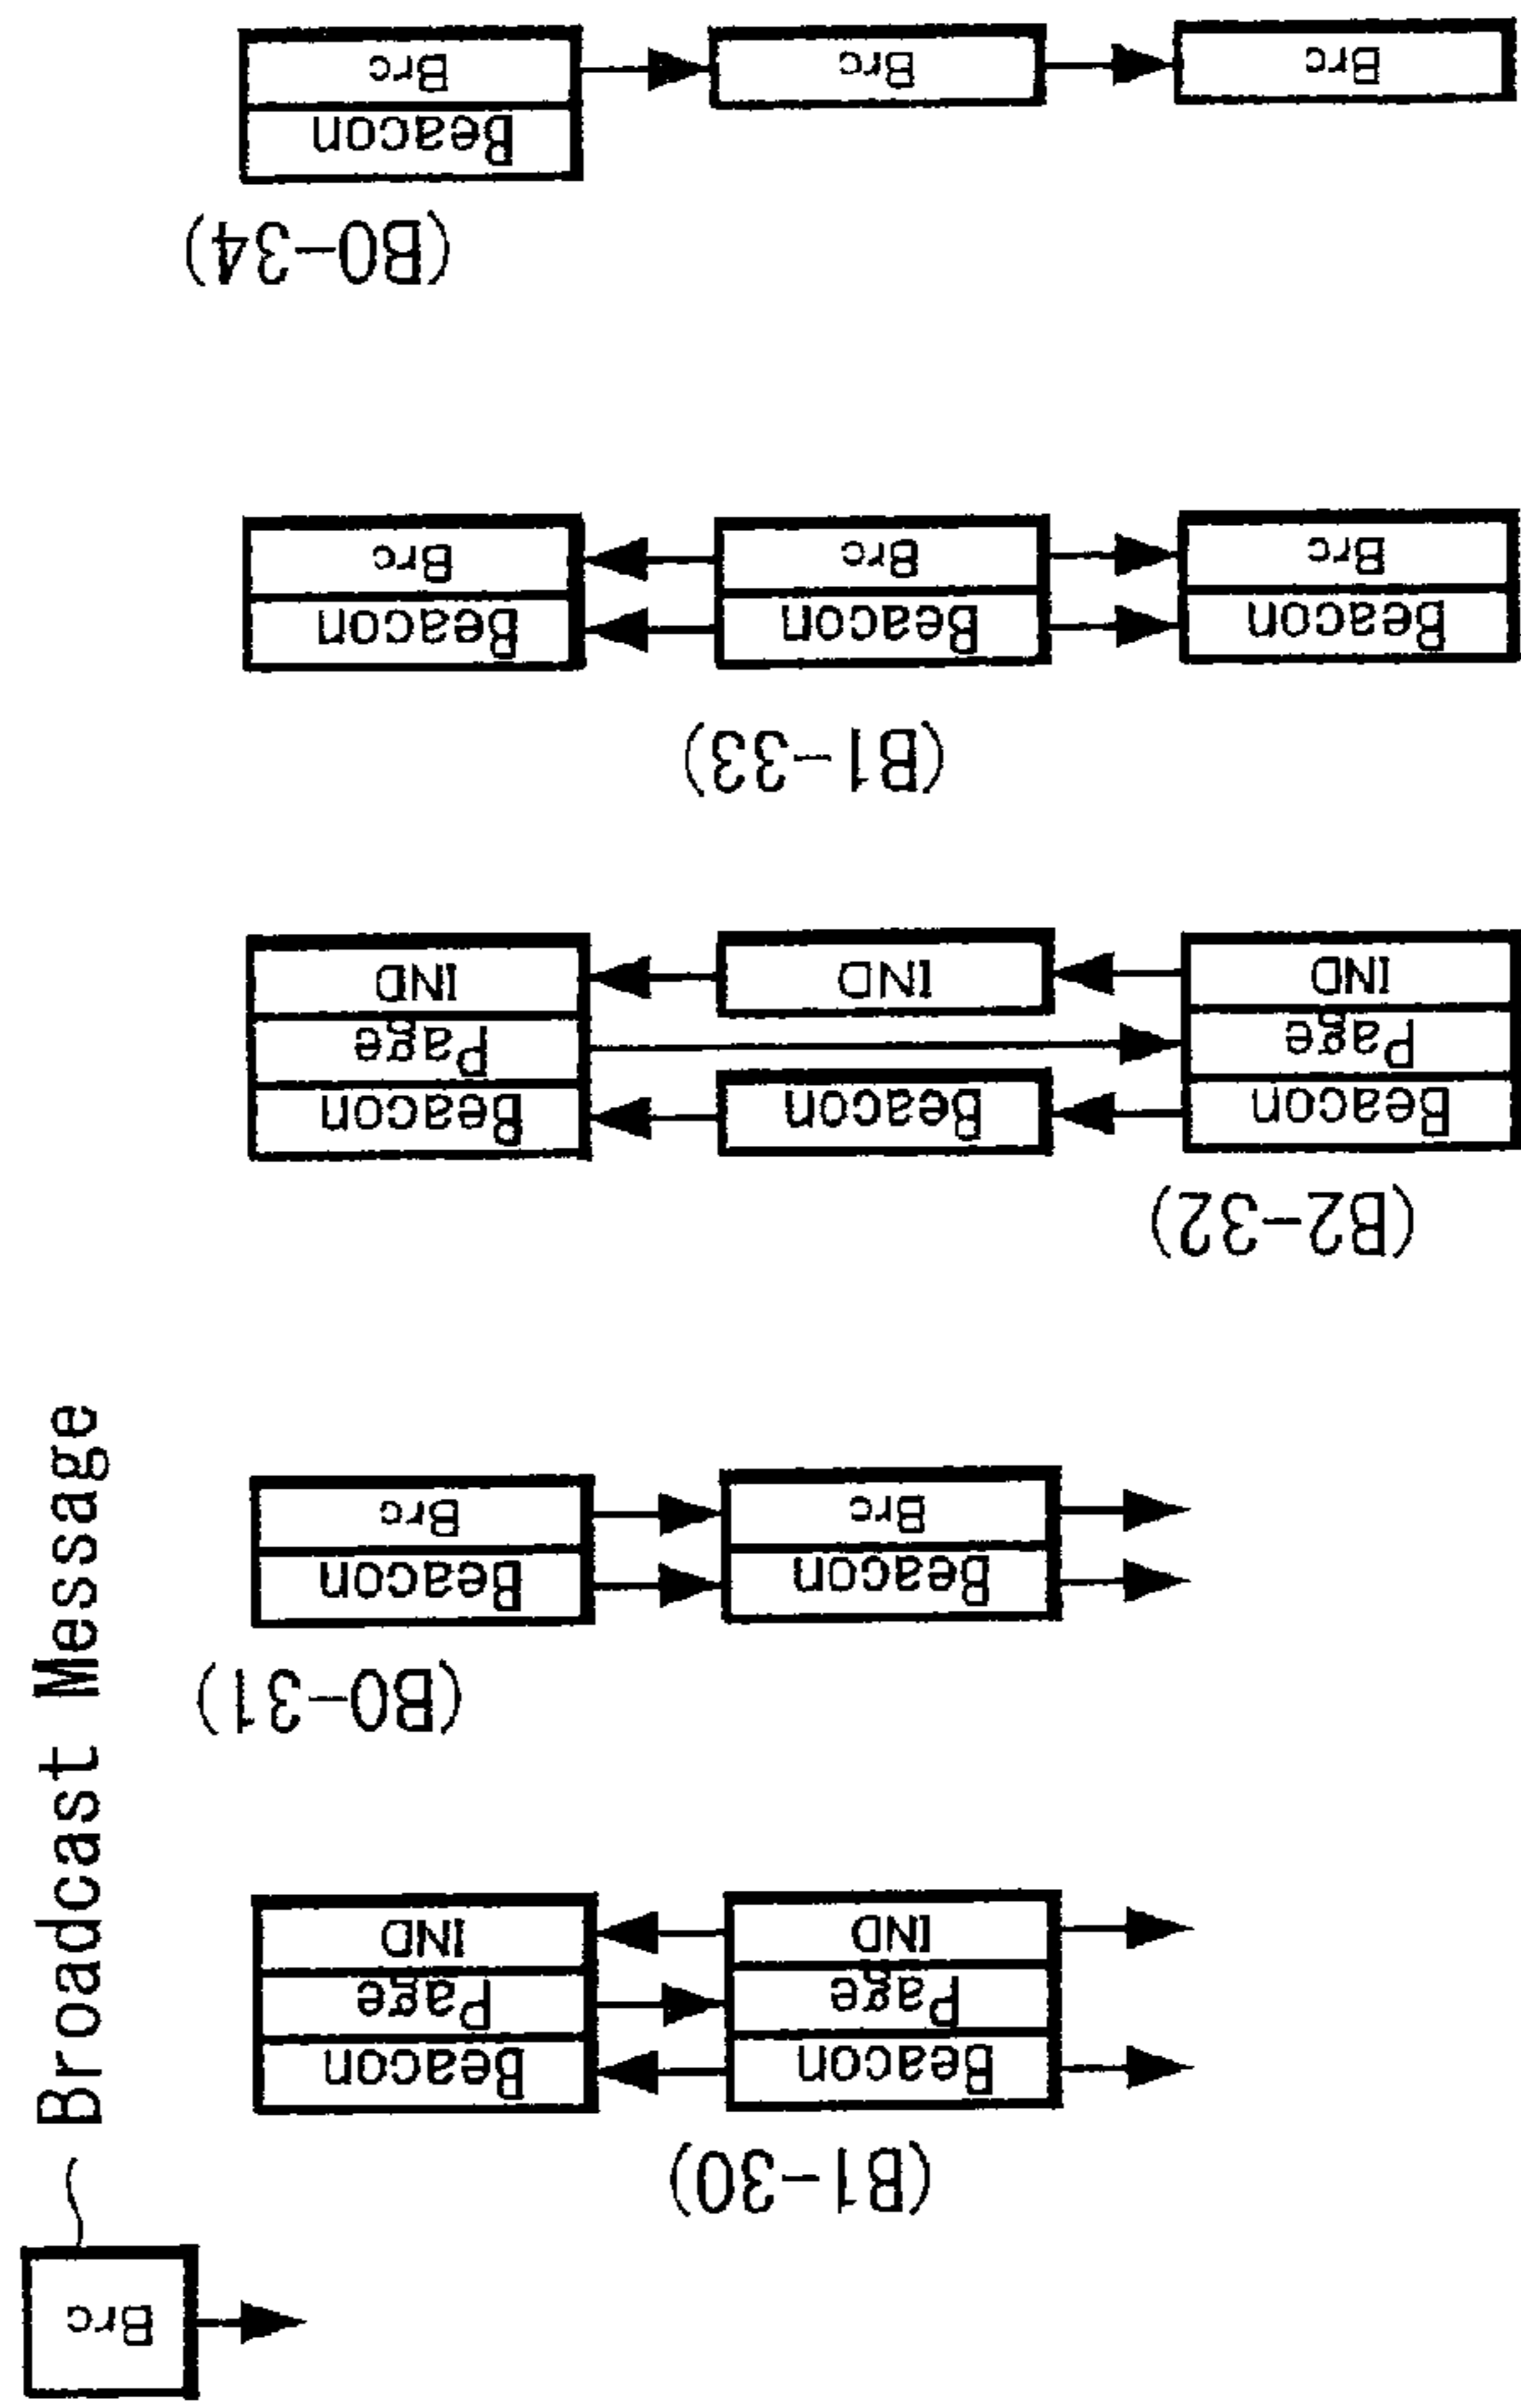 Brc
Broadcast Message
(B1-30)
Beacon
Beacon
Page
Page
IND
IND
(B0-31)
Beacon
Beacon
Brc
Brc
(B2-32)
Beacon
Beacon
Beacon
Page
Page
IND
IND
IND
(B1-33)
Beacon
Beacon
Beacon
Brc
Brc
Brc
(B0-34)
Beacon
Brc
Brc
Brc